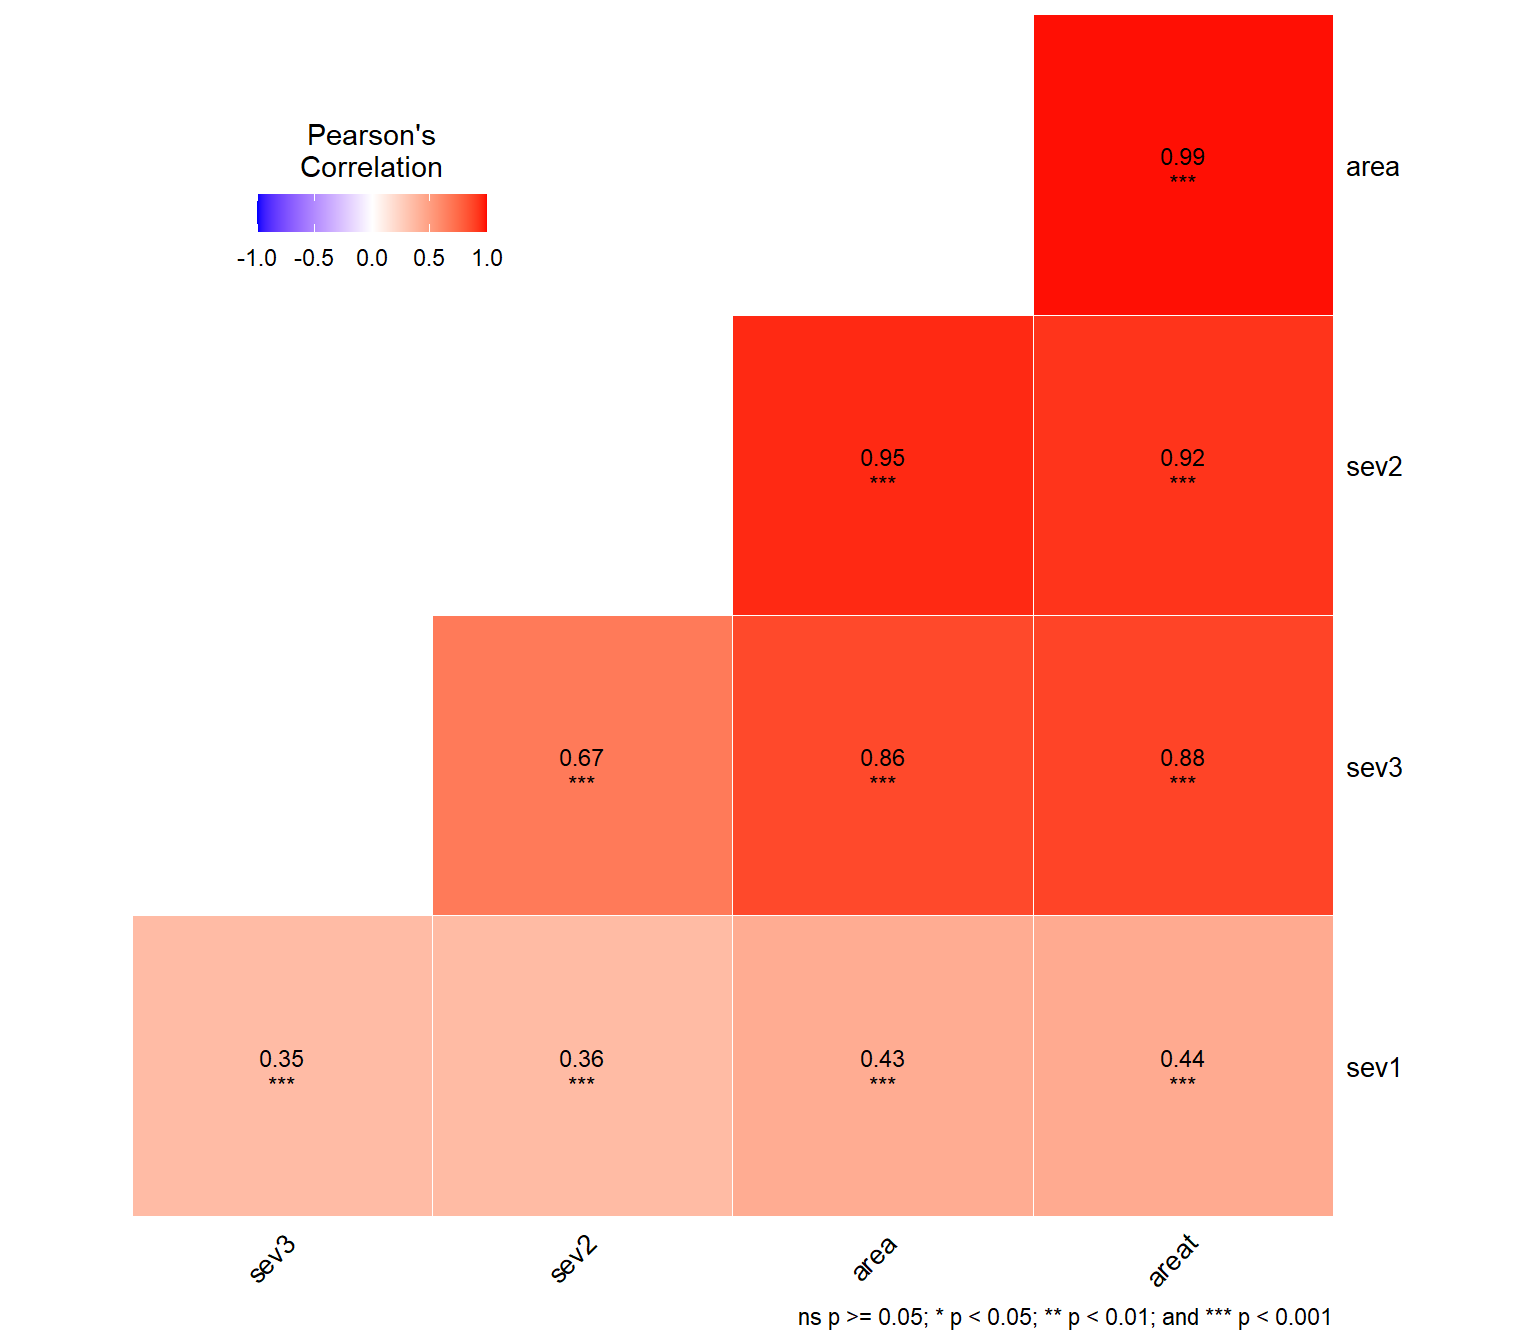 Pearson's
Correlation
-1.0 -0.5 0.0 0.5 1.0
0.99
***
area
0.95 0.92
*** ***
sev2
0.67 0.86 0.88
*** *** ***
sev3
0.35 0.36 0.43 0.44
*** *** *** ***
sev1
sev3 sev2 area areat
ns p >= 0.05; * p < 0.05; ** p < 0.01; and *** p < 0.001